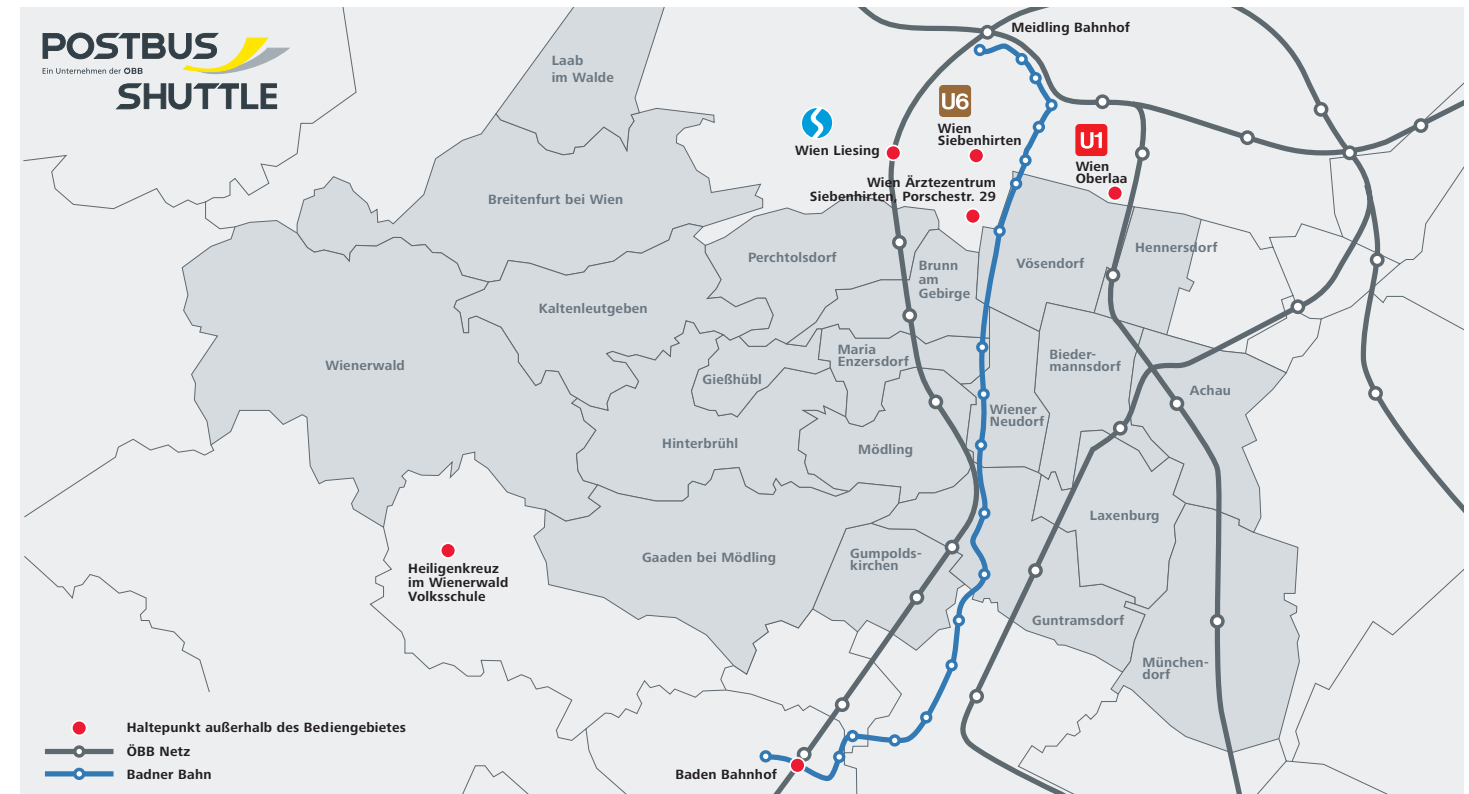 POSTBUS
Ein Unternehmen der ÖBB
SHUTTLE
Laab
im Walde
Meidling Bahnhof
U6
Wien
Siebenhirten
U1
Wien
Oberlaa
Wien Liesing
Wien Ärztezentrum
Siebenhirten, Porschestr. 29
Breitenfurt bei Wien
Perchtolsdorf
Brunn
am
Gebirge
Vösendorf
Hennersdorf
Kaltenleutgeben
Wienerwald
Maria
Enzersdorf
Gießhübl
Bieder-
mannsdorf
Achau
Wiener
Neudorf
Hinterbrühl
Mödling
Laxenburg
Gaaden bei Mödling
Gumpolds-
kirchen
Heiligenkreuz
im Wienerwald
Volksschule
Guntramsdorf
München-
dorf
Haltepunkt außerhalb des Bediengebietes
ÖBB Netz
Badner Bahn
Baden Bahnhof